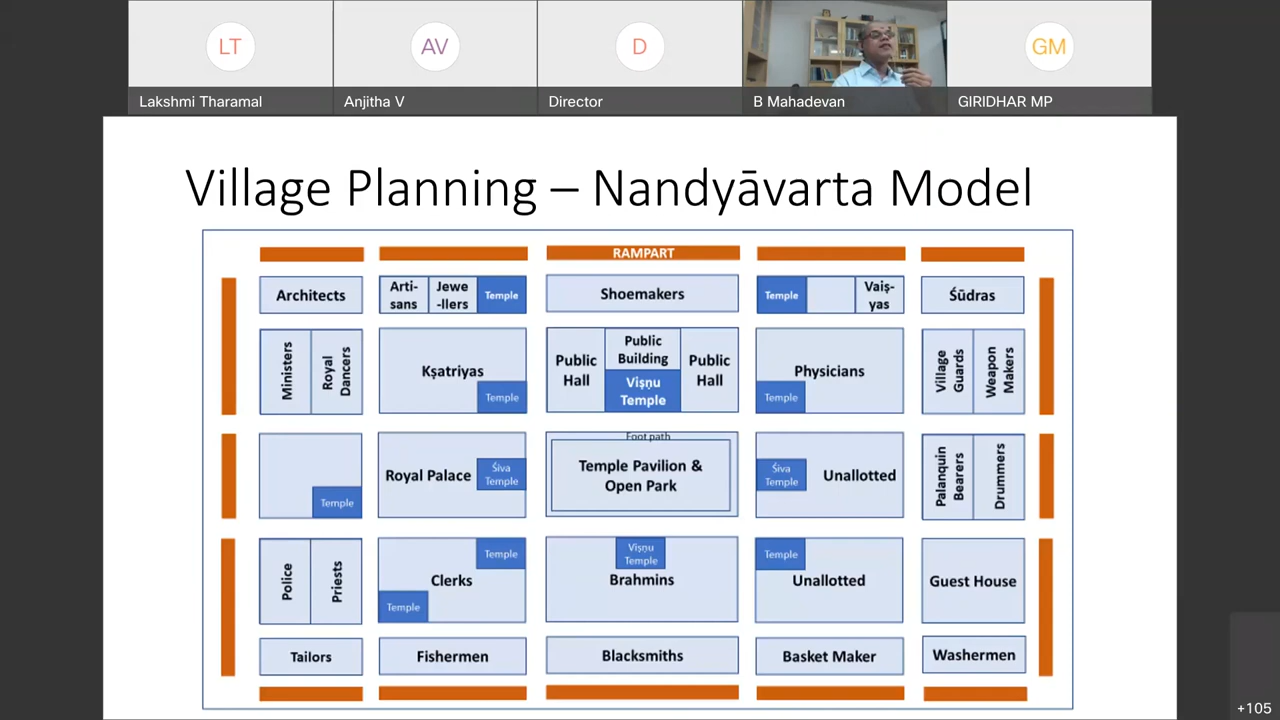 LT
AV
D
GM
Lakshmi Tharamal
Anjitha V
Director
B Mahadevan
GIRIDHAR MP
Village Planning – Nandyāvarta Model
RAMPART
Architects
Arti-
sans
Jewe
-llers
Temple
Shoemakers
Temple
Vaiş-
yas
Śūdras
Ministers
Royal
Dancers
Kşatriyas
Temple
Public
Hall
Public
Building
Vişņu
Temple
Public
Hall
Physicians
Temple
Village
Guards
Weapon
Makers
Temple
Royal Palace
Śiva
Temple
Foot path
Temple Pavilion &
Open Park
Śiva
Temple
Unallotted
Palanquin
Bearers
Drummers
Police
Priests
Temple
Clerks
Temple
Vişņu
Temple
Brahmins
Temple
Unallotted
Guest House
Tailors
Fishermen
Blacksmiths
Basket Maker
Washermen
+105